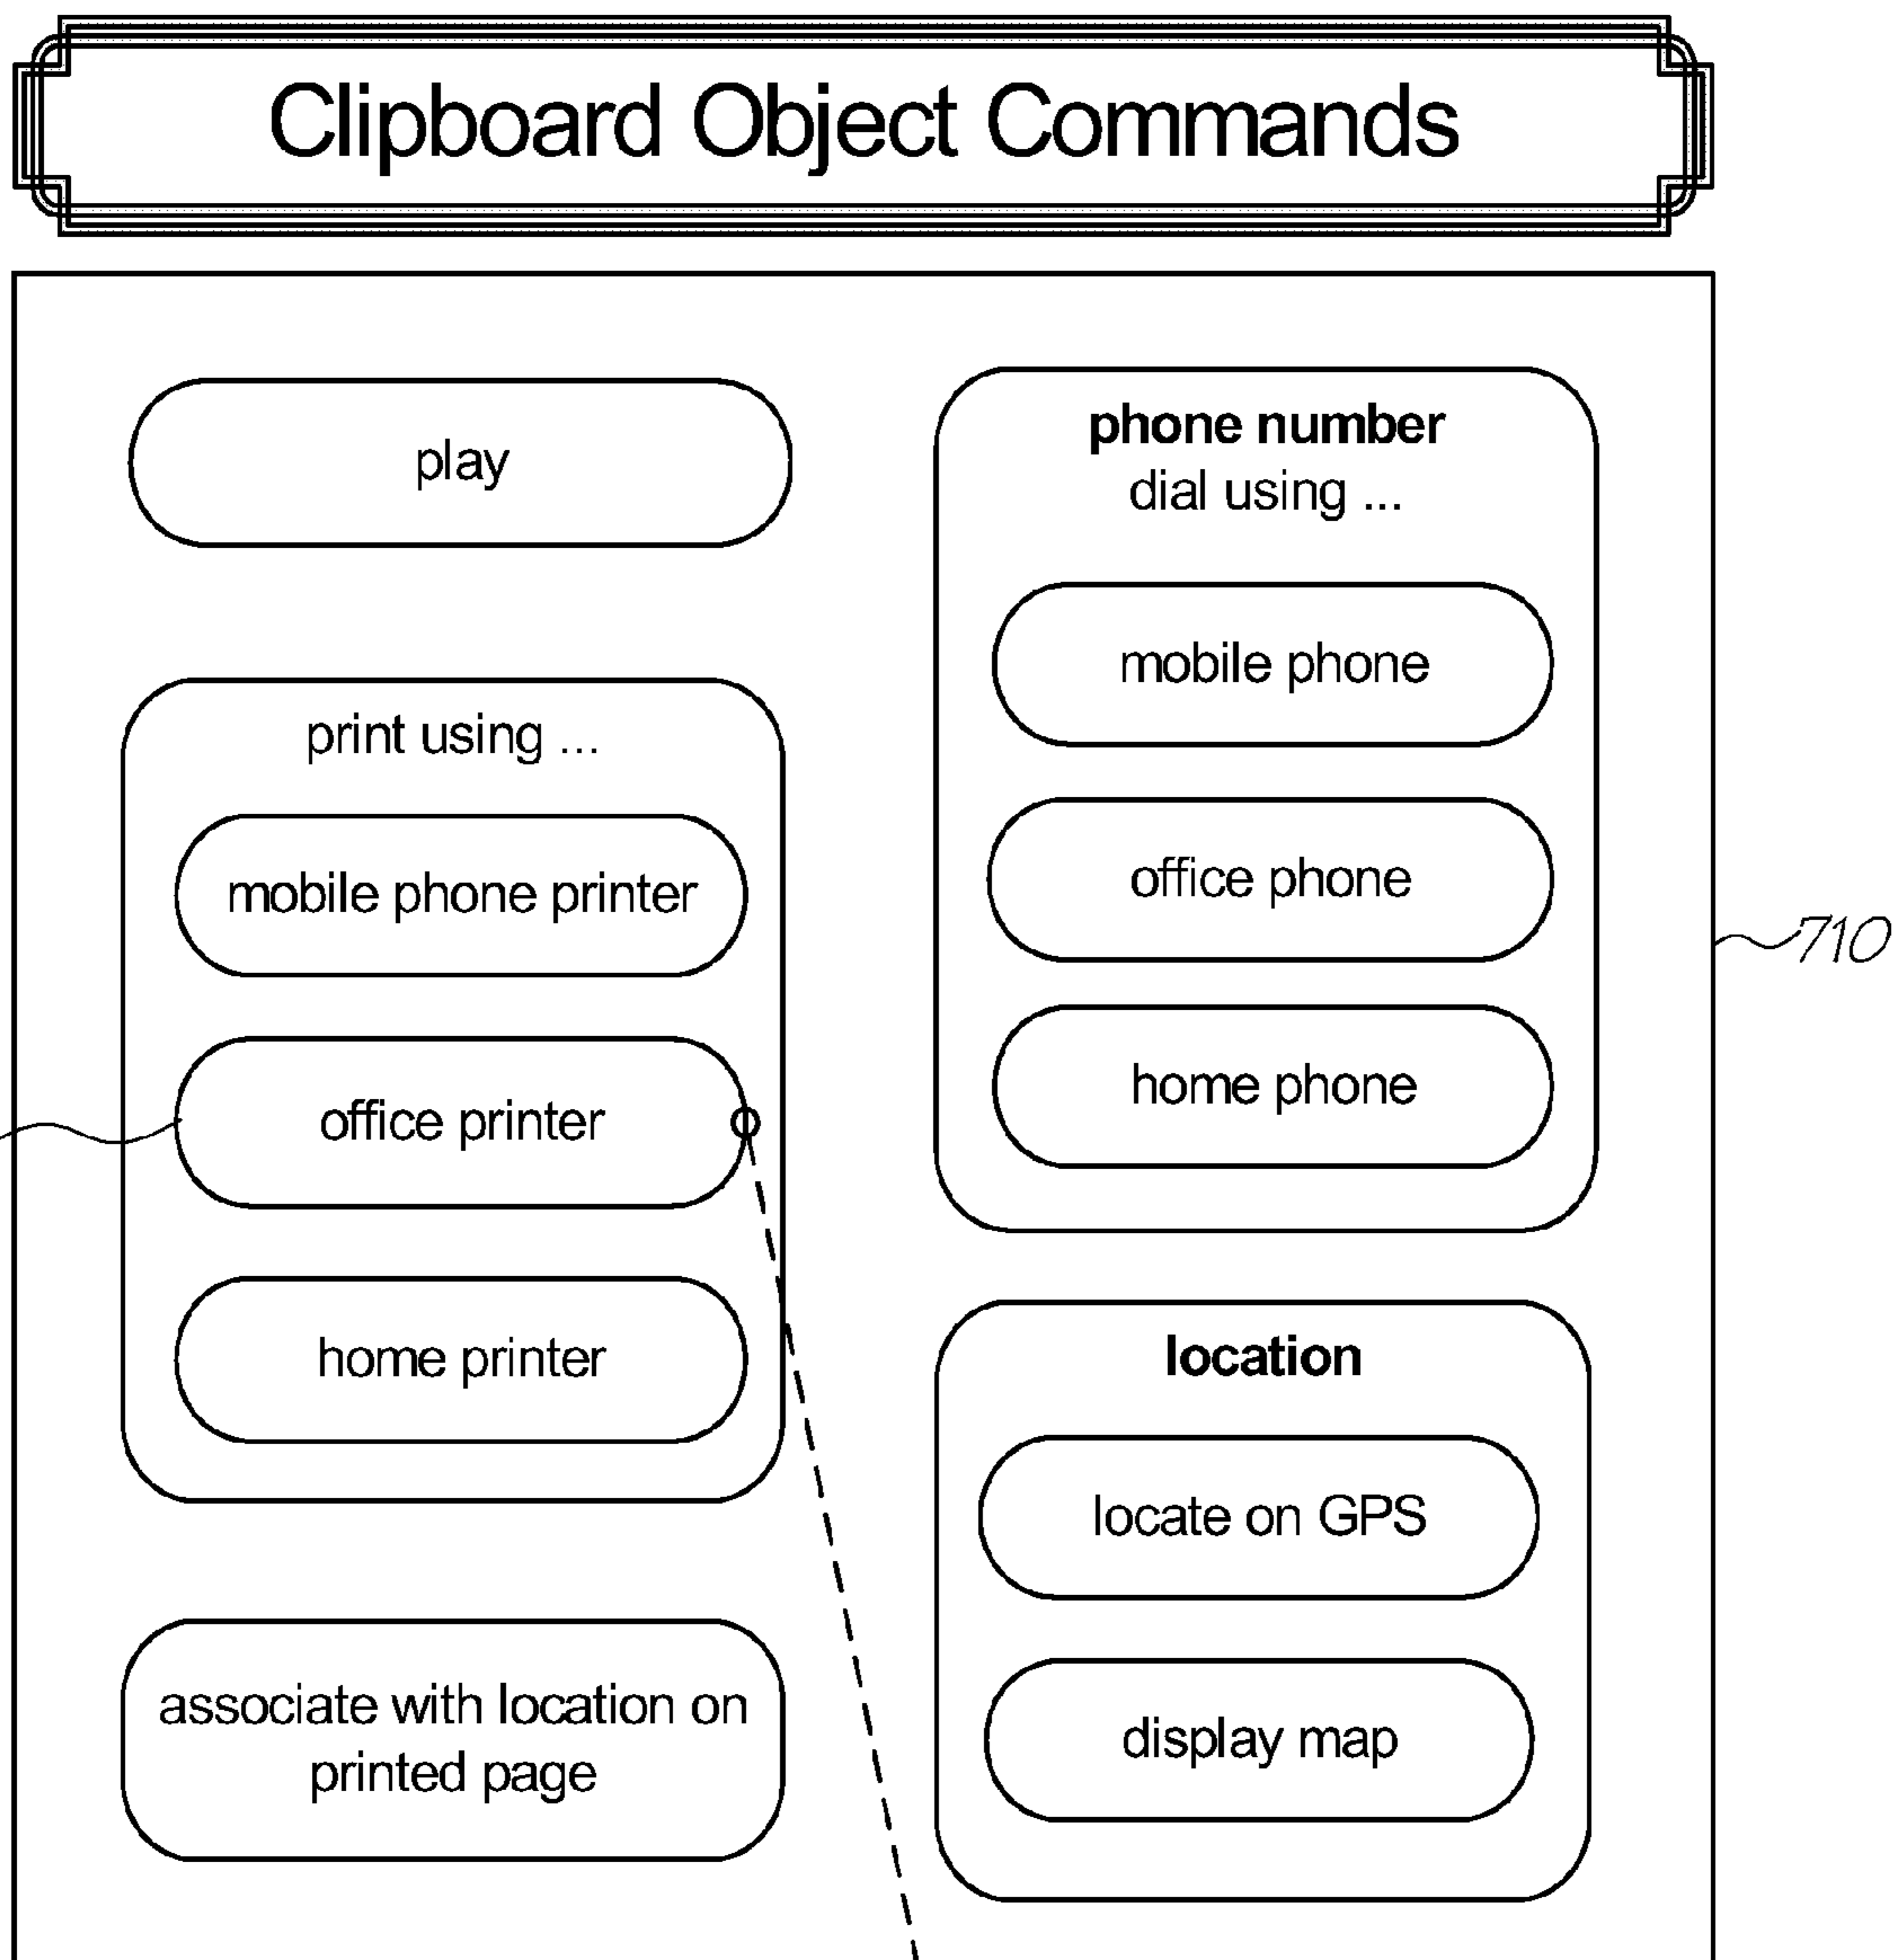 Clipboard Object Commands
play
print using ...
mobile phone printer
office printer
home printer
associate with location on
printed page
phone number
dial using ...
mobile phone
office phone
home phone
location
locate on GPS
display map
710